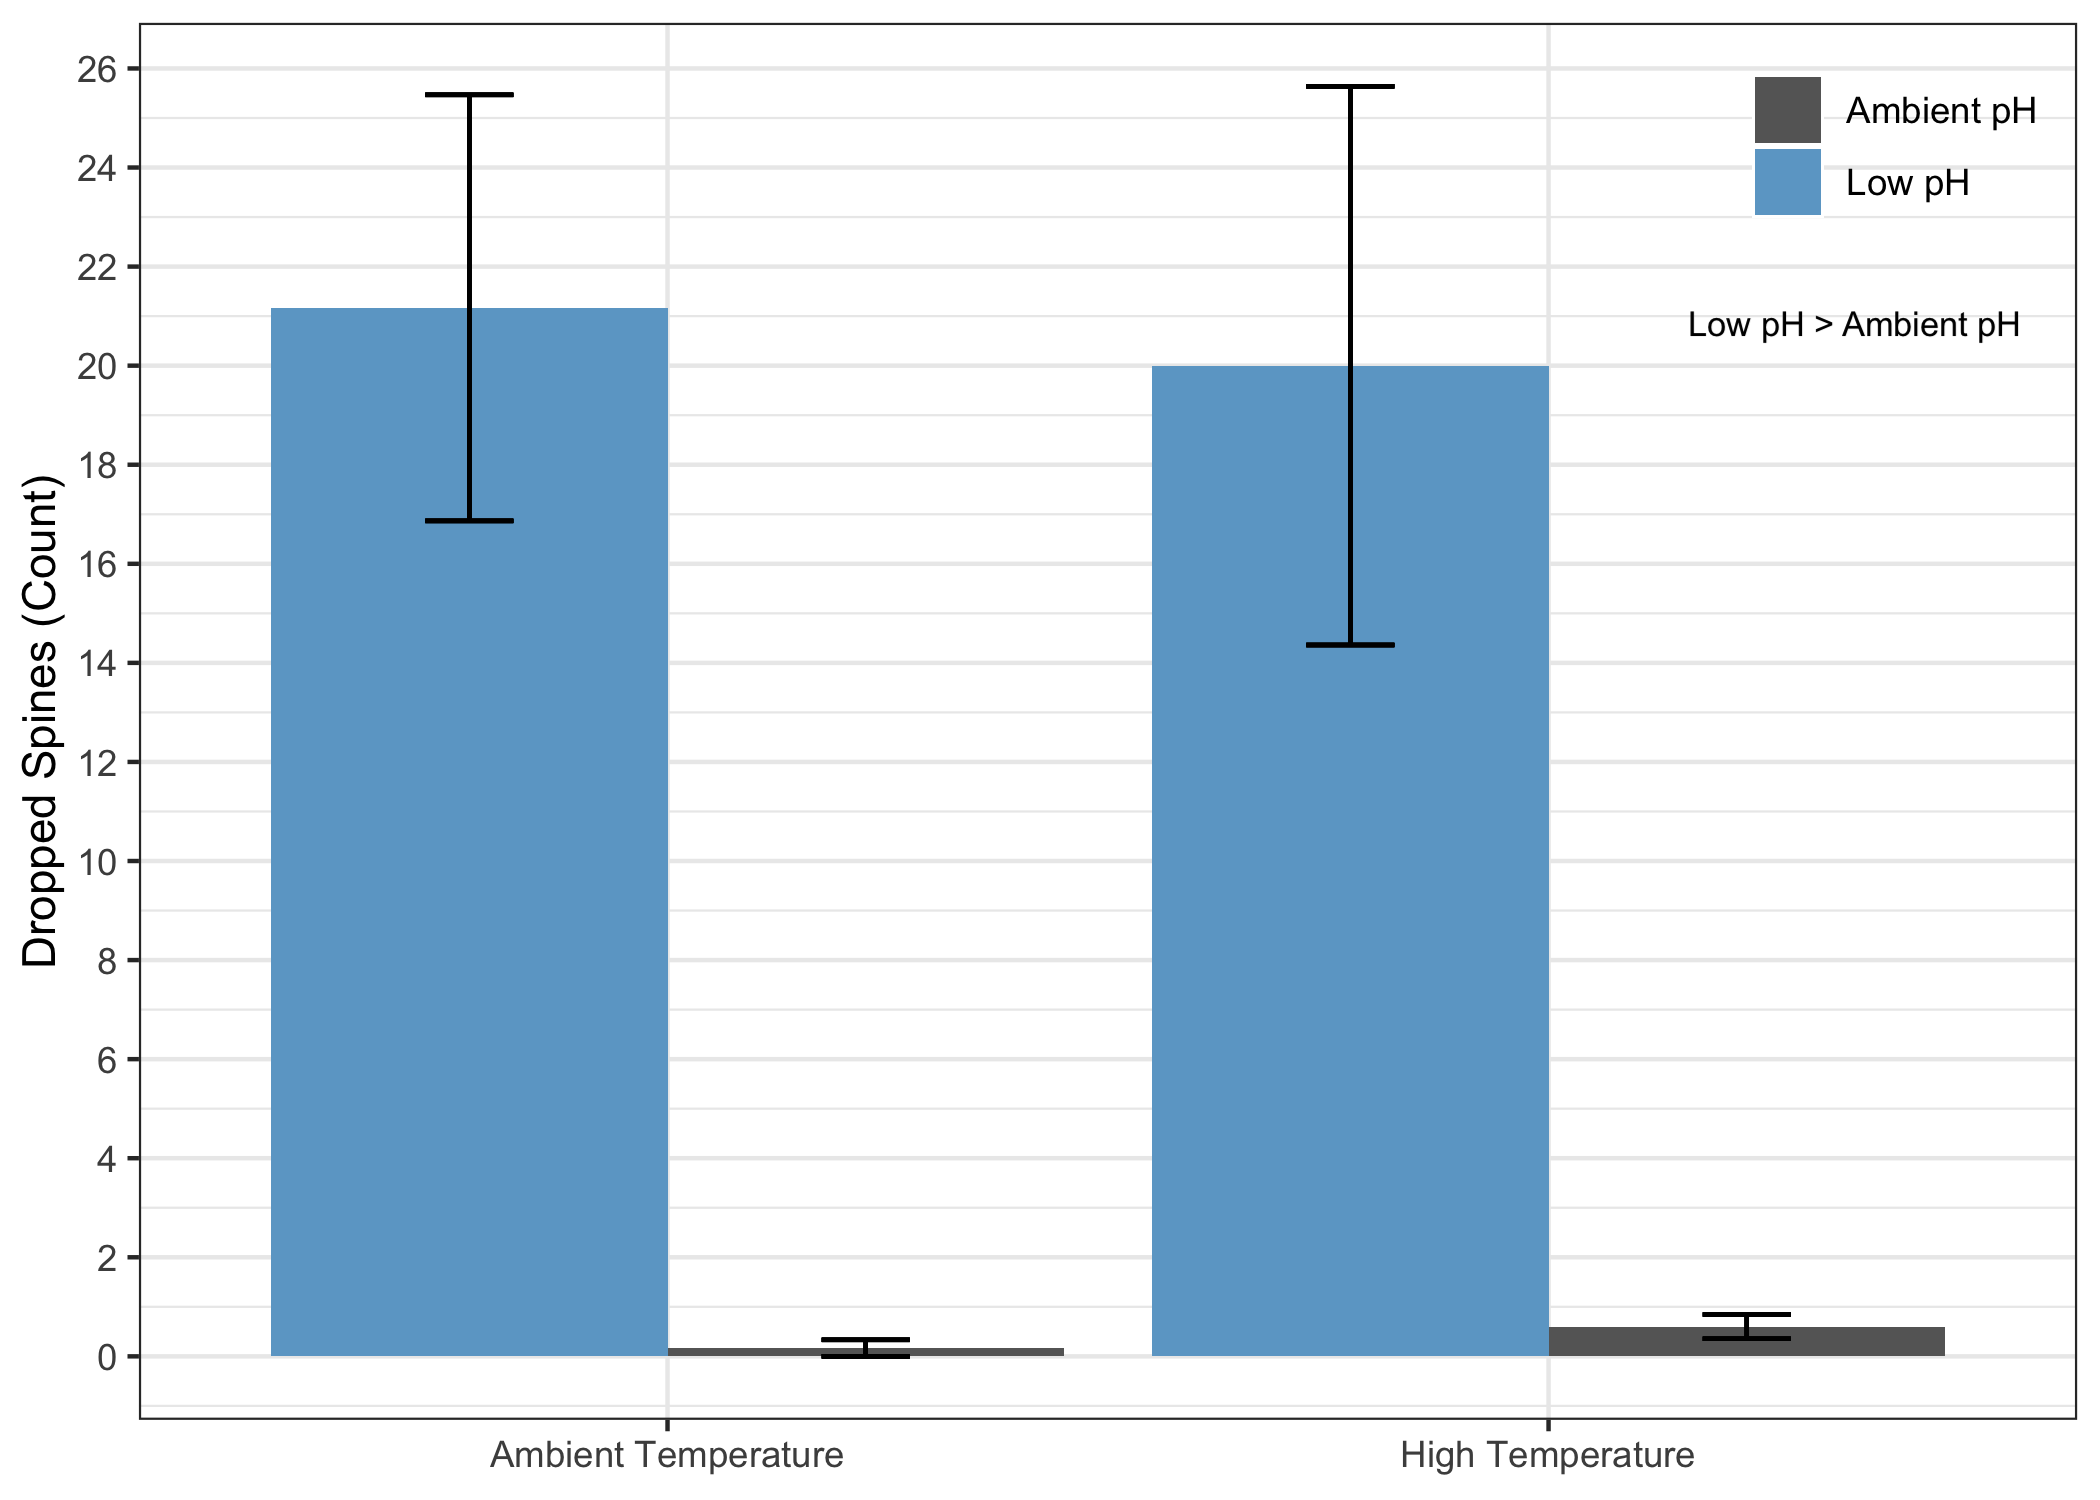 26
24
22
20
18
16
14
12
10
8
6
4
2
0
Dropped Spines (Count)
Ambient pH
Low pH
Low pH > Ambient pH
Ambient Temperature
High Temperature